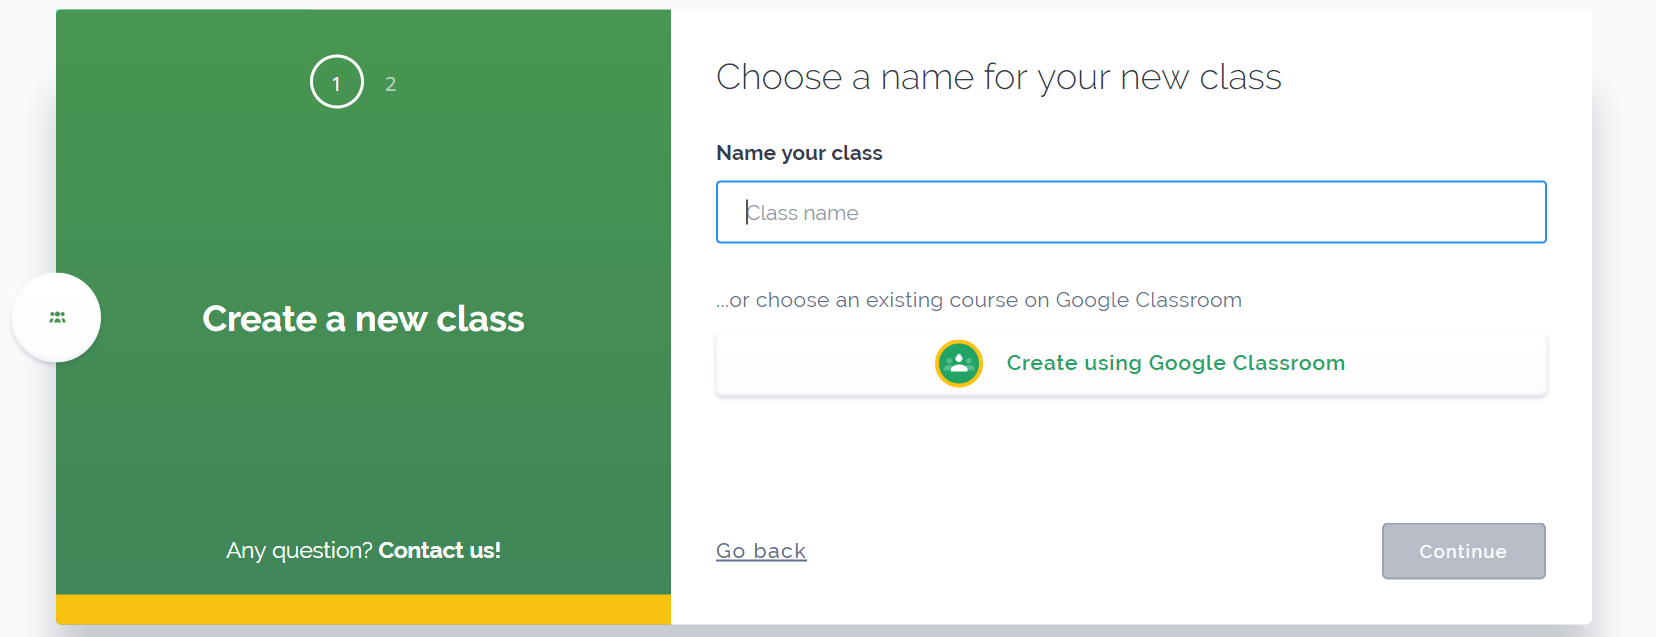 1 2
Create a new class
Any question? Contact us!
Choose a name for your new class
Name your class
Class name
...or choose an existing course on Google Classroom
Create using Google Classroom
Go back
Continue